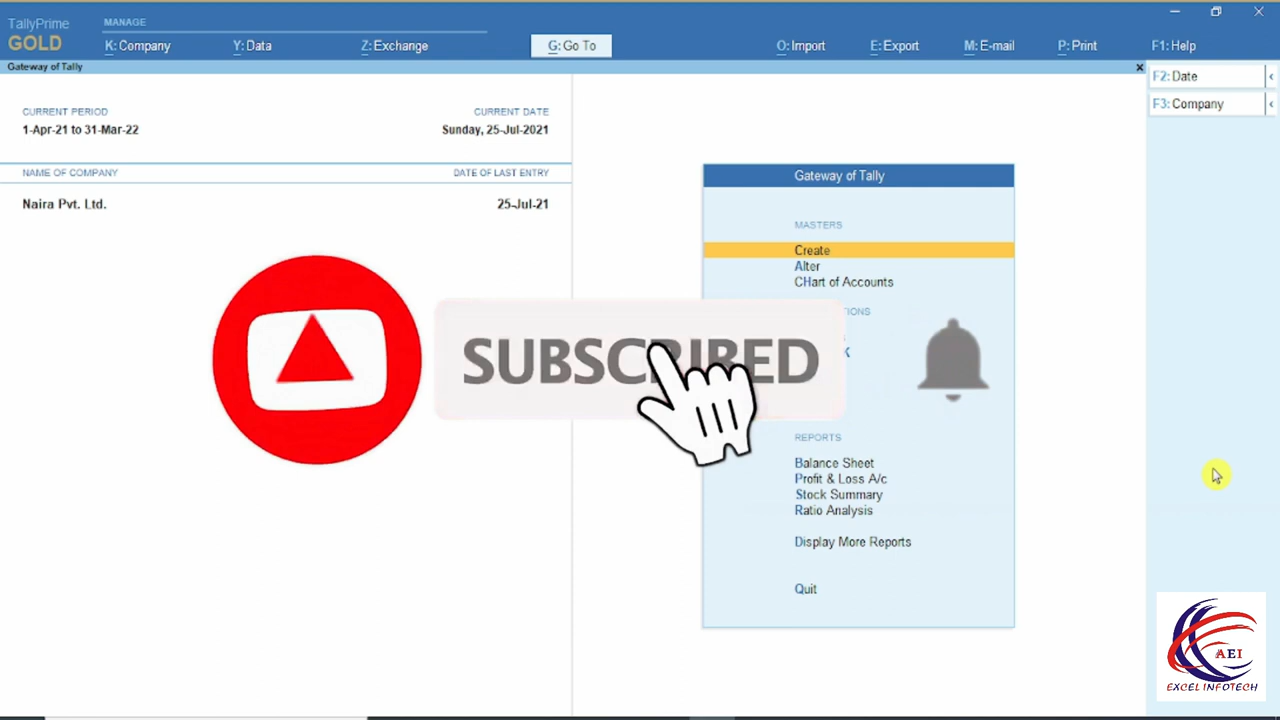 TallyPrime
GOLD
MANAGE
K: Company
Y: Data
Z: Exchange
G: Go To
O: Import
E: Export
M: E-mail
P: Print
F1: Help
Gateway of Tally
F2: Date
F3: Company
CURRENT PERIOD
CURRENT DATE
1-Apr-21 to 31-Mar-22
Sunday, 25-Jul-2021
NAME OF COMPANY
DATE OF LAST ENTRY
Naira Pvt. Ltd.
25-Jul-21
Gateway of Tally
MASTERS
Create
Alter
CHart of Accounts
SUBSCRIBED
REPORTS
Balance Sheet
Profit & Loss A/c
Stock Summary
Ratio Analysis
Display More Reports
Quit
AEI
EXCEL INFOTECH